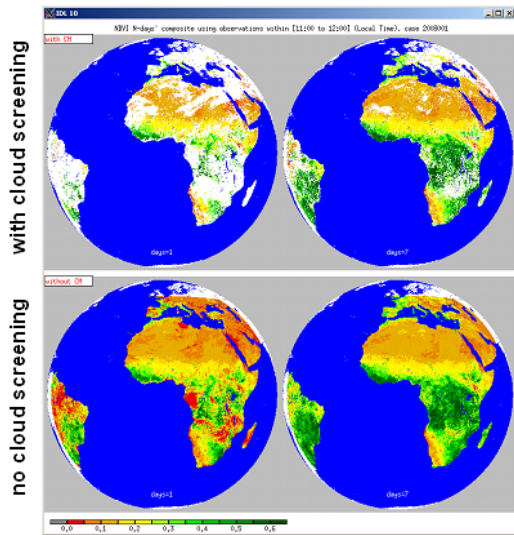 IDL 10
NDVI N-days' composite using observations within [11:00 to 12:00] (Local Time), case 2008001
with cloud screening
with CM
days=1
days=7
no cloud screening
without CM
days=1
days=7
0.0 0.1 0.2 0.3 0.4 0.5 0.6